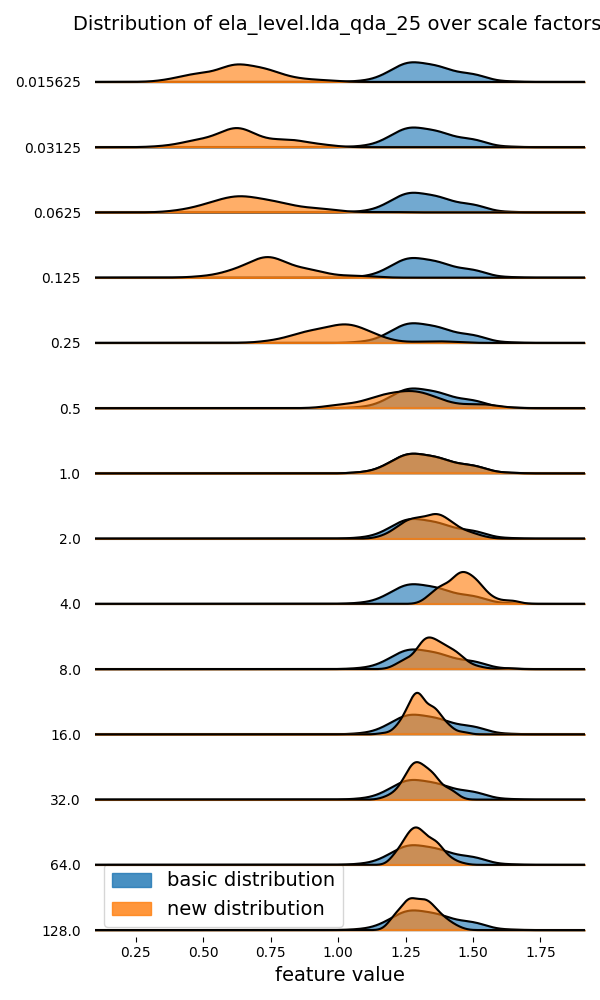 Distribution of ela_level.lda_qda_25 over scale factors
0.015625
0.03125
0.0625
0.125
0.25
0.5
1.0
2.0
4.0
8.0
16.0
32.0
64.0
128.0
basic distribution
new distribution
0.25 0.50 0.75 1.00 1.25 1.50 1.75
feature value